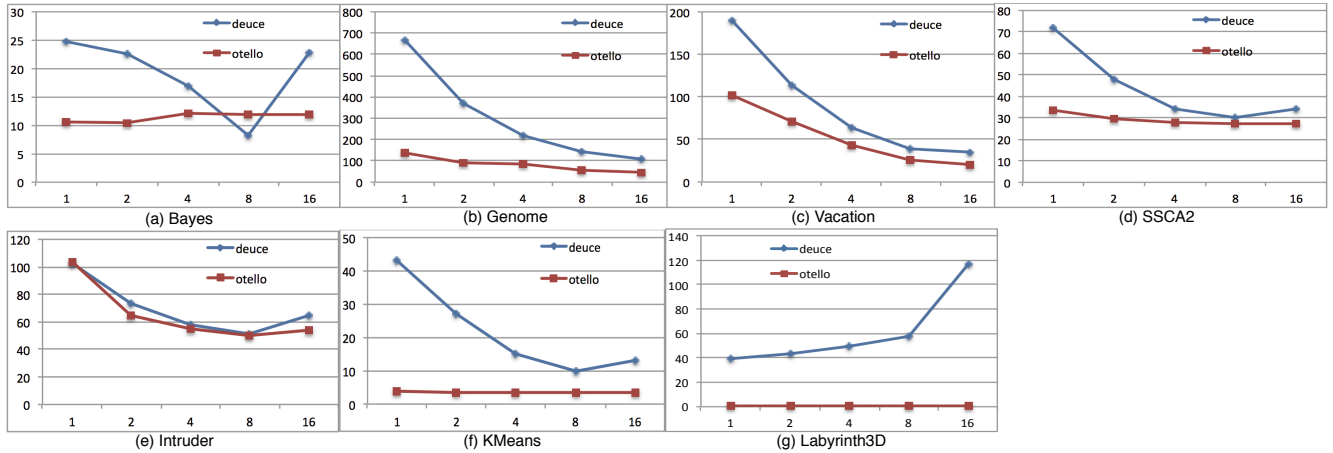 30
25
20
15
10
5
0
deuce
otello
1 2 4 8 16
(a) Bayes
800
700
600
500
400
300
200
100
0
deuce
otello
1 2 4 8 16
(b) Genome
200
150
100
50
0
deuce
otello
1 2 4 8 16
(c) Vacation
80
70
60
50
40
30
20
10
0
deuce
otello
1 2 4 8 16
(d) SSCA2
120
100
80
60
40
20
0
deuce
otello
1 2 4 8 16
(e) Intruder
50
40
30
20
10
0
deuce
otello
1 2 4 8 16
(f) KMeans
140
120
100
80
60
40
20
0
deuce
otello
1 2 4 8 16
(g) Labyrinth3D